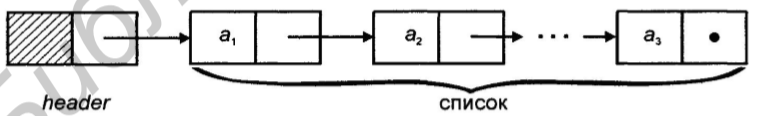 a₁ a₂ ... a₃
header список